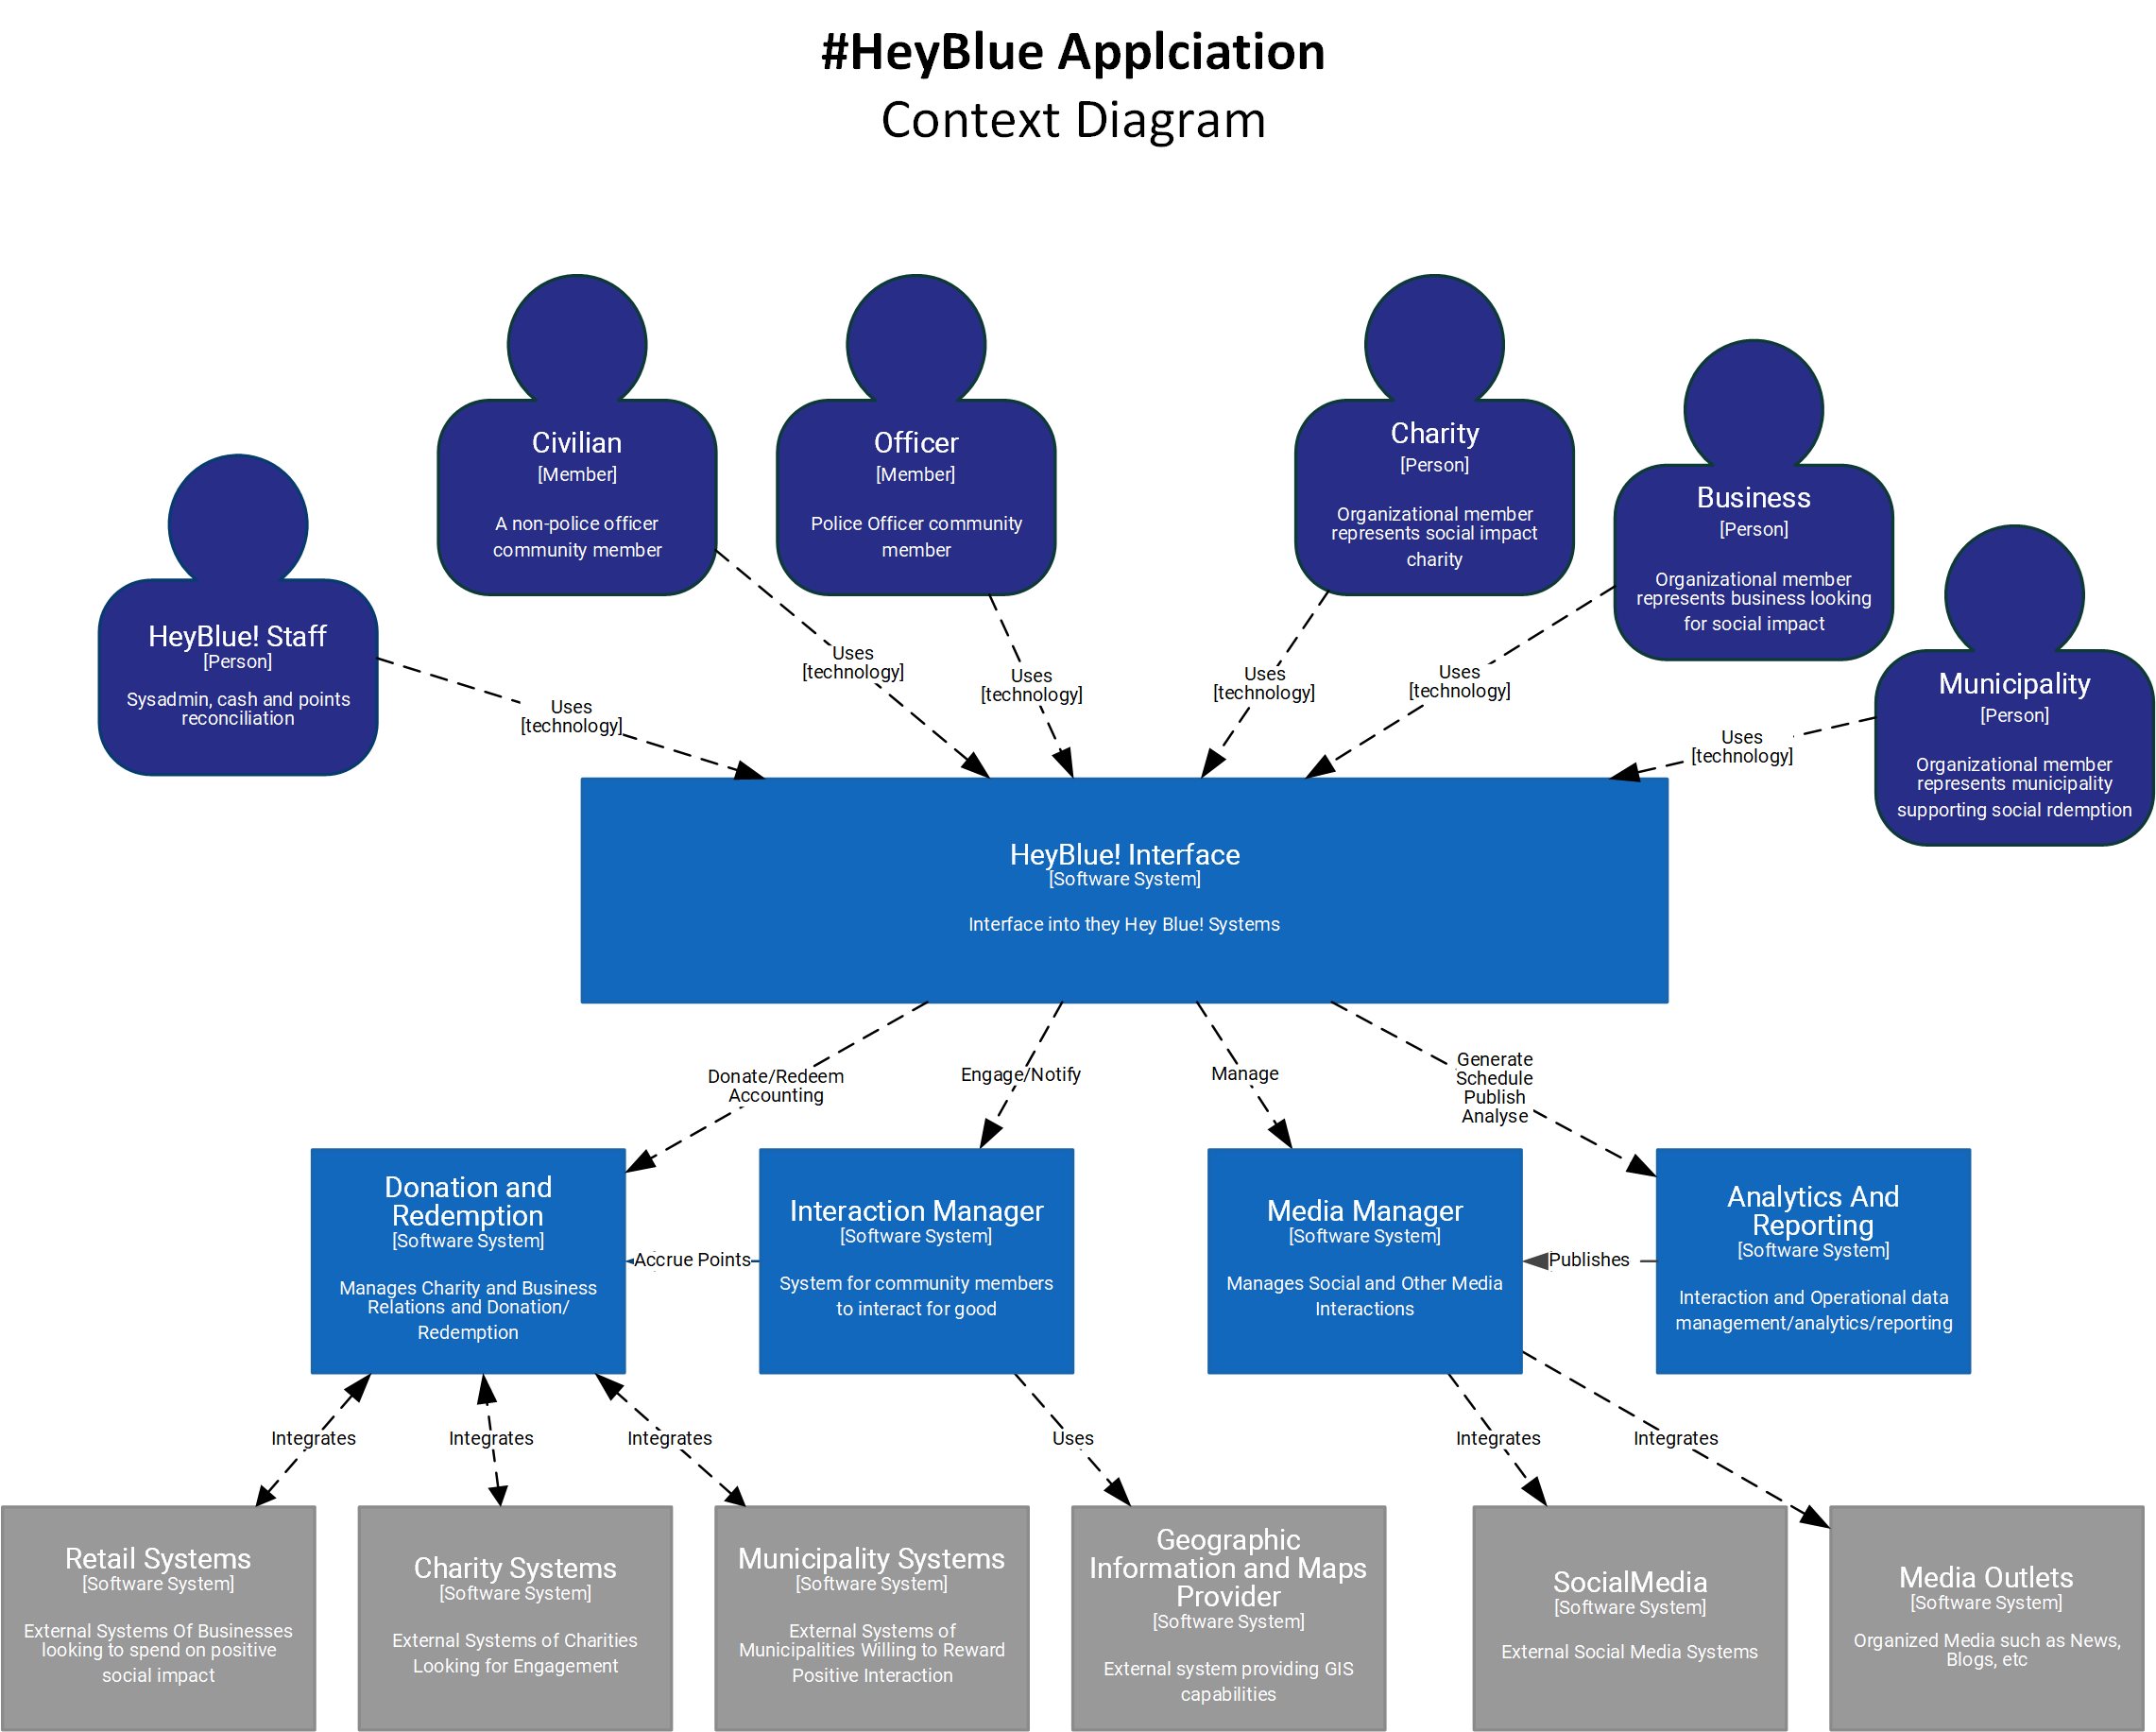 #HeyBlue Applciation
Context Diagram
Civilian
[Member]
A non-police officer
community member
Officer
[Member]
Police Officer community
member
Charity
[Person]
Organizational member
represents social impact
charity
Business
[Person]
Organizational member
represents business looking
for social impact
HeyBlue! Staff
[Person]
Sysadmin, cash and points
reconciliation
Municipality
[Person]
Organizational member
represents municipality
supporting social rdemption
Uses
[technology]
Uses
[technology]
Uses
[technology]
Uses
[technology]
Uses
[technology]
Uses
[technology]
HeyBlue! Interface
[Software System]
Interface into they Hey Blue! Systems
Donate/Redeem
Accounting
Engage/Notify
Manage
Generate
Schedule
Publish
Analyse
Donation and
Redemption
[Software System]
Manages Charity and Business
Relations and Donation/
Redemption
Accrue Points
Interaction Manager
[Software System]
System for community members
to interact for good
Media Manager
[Software System]
Manages Social and Other Media
Interactions
Publishes
Analytics And
Reporting
[Software System]
Interaction and Operational data
management/analytics/reporting
Integrates
Integrates
Integrates
Uses
Integrates
Integrates
Retail Systems
[Software System]
External Systems Of Businesses
looking to spend on positive
social impact
Charity Systems
[Software System]
External Systems of Charities
Looking for Engagement
Municipality Systems
[Software System]
External Systems of
Municipalities Willing to Reward
Positive Interaction
Geographic
Information and Maps
Provider
[Software System]
External system providing GIS
capabilities
SocialMedia
[Software System]
External Social Media Systems
Media Outlets
[Software System]
Organized Media such as News,
Blogs, etc